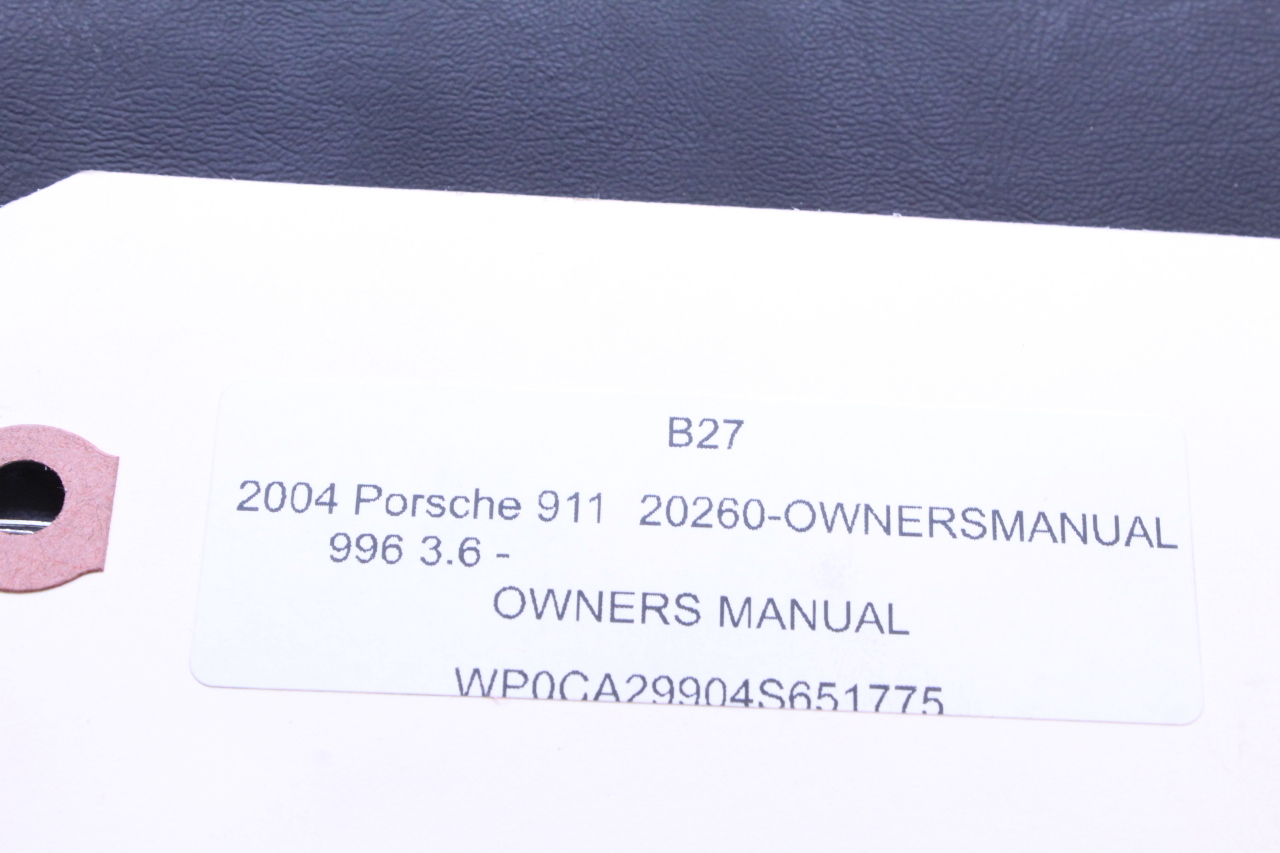 B27
2004 Porsche 911 20260-OWNERSMANUAL
996 3.6 -
OWNERS MANUAL
WP0CA29904S651775